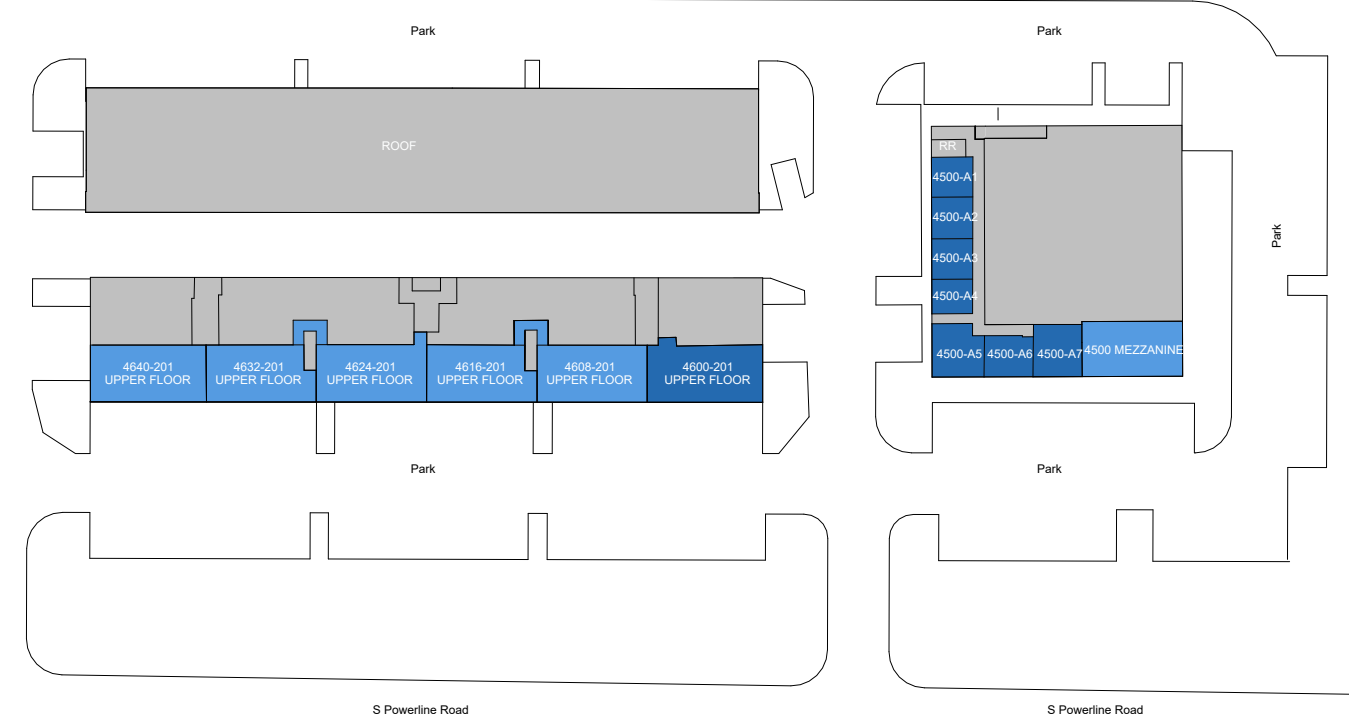 Park
Park
ROOF
RR
4500-A1
4500-A2
4500-A3
4500-A4
Park
4640-201
UPPER FLOOR
4632-201
UPPER FLOOR
4624-201
UPPER FLOOR
4616-201
UPPER FLOOR
4608-201
UPPER FLOOR
4600-201
UPPER FLOOR
4500-A5
4500-A6
4500-A7
4500 MEZZANINE
Park
Park
S Powerline Road
S Powerline Road